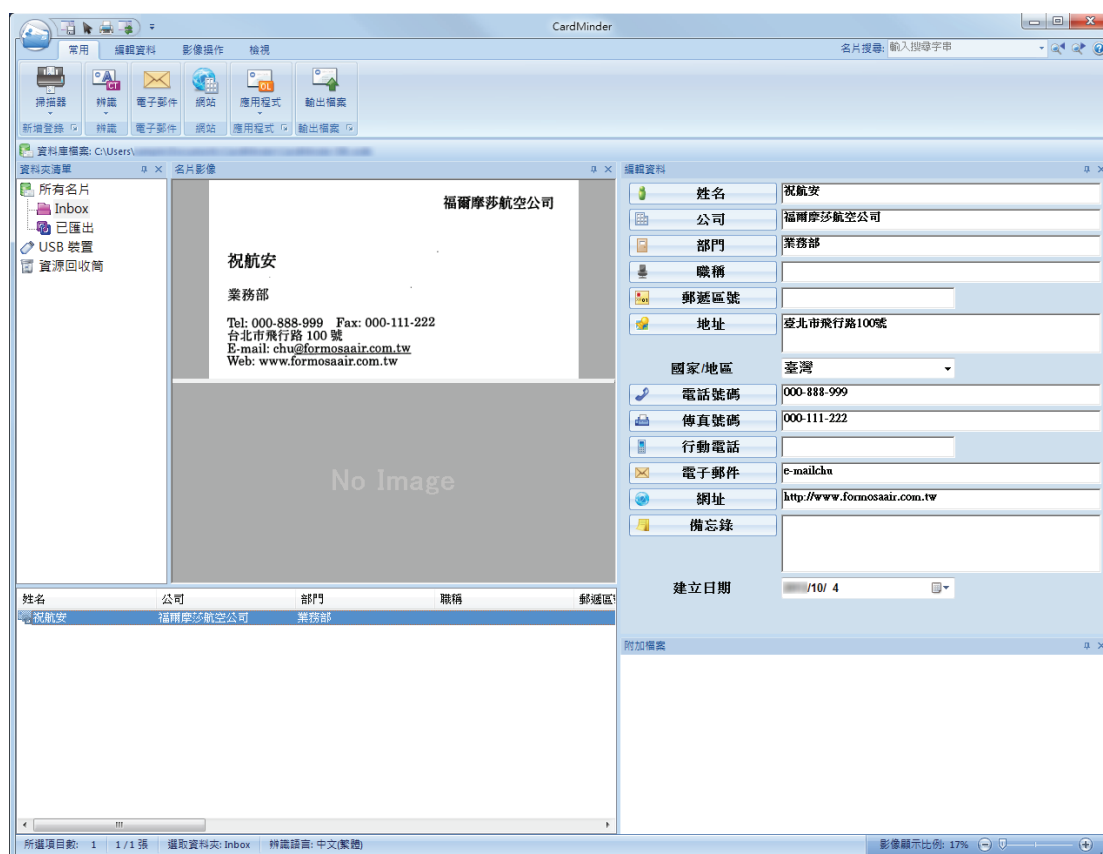 CardMinder
常用 編輯資料 影像操作 檢視 名片搜尋: 輸入搜尋字串
掃描器 辨識 電子郵件 網站 應用程式 輸出檔案
新增登錄 辨識 電子郵件 網站 應用程式 輸出檔案
資料庫檔案: C:\Users\
資料夾清單 名片影像 編輯資料
所有名片
Inbox
已匯出
USB 裝置
資源回收筒
福爾摩莎航空公司
祝航安
業務部
Tel: 000-888-999 Fax: 000-111-222
台北市飛行路 100 號
E-mail: chu@formosaair.com.tw
Web: www.formosaair.com.tw
No Image
姓名 祝航安
公司 福爾摩莎航空公司
部門 業務部
職稱
郵遞區號
地址 臺北市飛行路100號
國家/地區 臺灣
電話號碼 000-888-999
傳真號碼 000-111-222
行動電話
電子郵件 e-mailchu
網址 http://www.formosaair.com.tw
備忘錄
建立日期 /10/ 4
姓名 公司 部門 職稱 郵遞區
祝航安 福爾摩莎航空公司 業務部
附加檔案
所選項目數: 1 1/1 張 選取資料夾: Inbox 辨識語言: 中文(繁體) 影像顯示比例: 17%